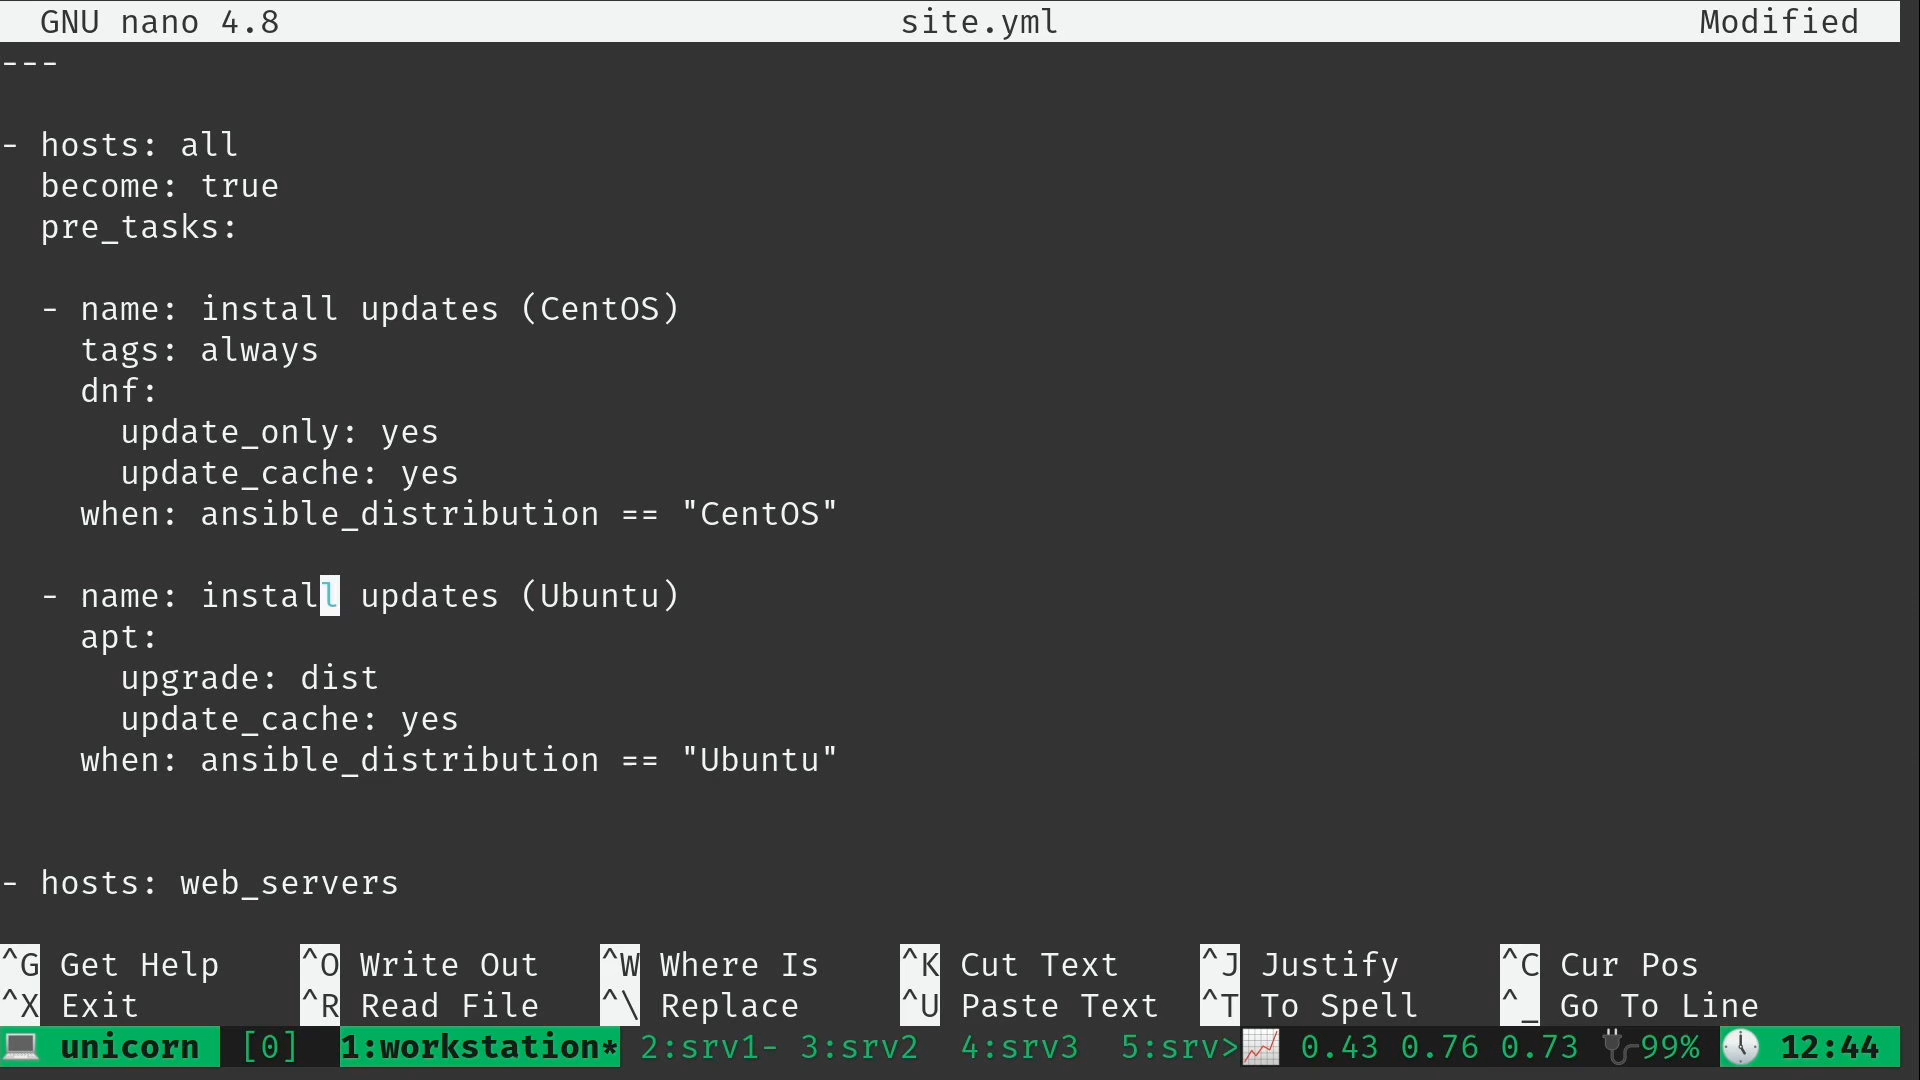 GNU nano 4.8 site.yml Modified
---
- hosts: all
  become: true
  pre_tasks:
  - name: install updates (CentOS)
    tags: always
    dnf:
      update_only: yes
      update_cache: yes
    when: ansible_distribution == "CentOS"
  - name: install updates (Ubuntu)
    apt:
      upgrade: dist
      update_cache: yes
    when: ansible_distribution == "Ubuntu"
- hosts: web_servers
^G Get Help ^O Write Out ^W Where Is ^K Cut Text ^J Justify ^C Cur Pos
^X Exit ^R Read File ^\ Replace ^U Paste Text ^T To Spell ^_ Go To Line
unicorn [0] 1:workstation* 2:srv1- 3:srv2 4:srv3 5:srv> 0.43 0.76 0.73 99% 12:44